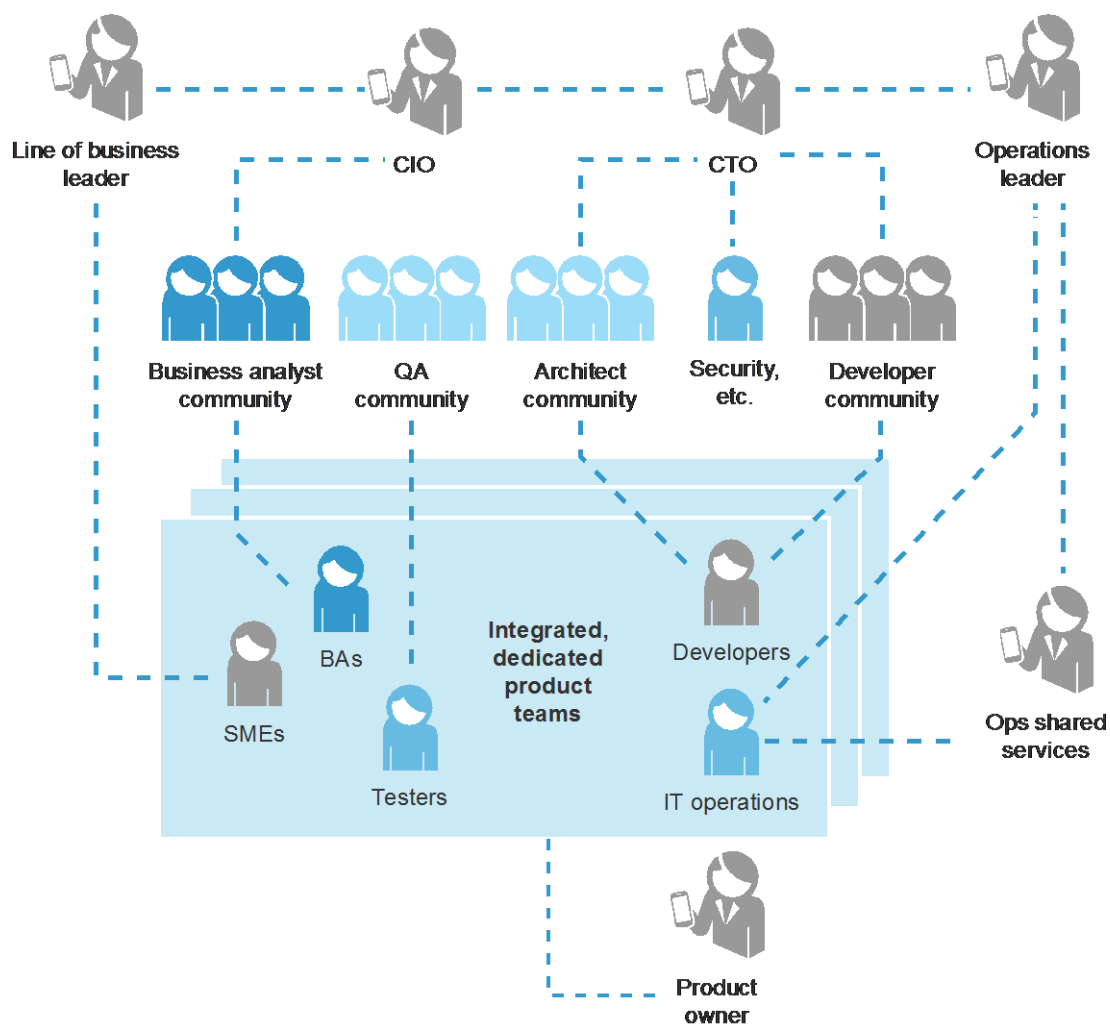 Line of business
leader
CIO
CTO
Operations
leader
Business analyst
community
QA
community
Architect
community
Security,
etc.
Developer
community
BAs
SMEs
Testers
Integrated,
dedicated
product
teams
Developers
IT operations
Ops shared
services
Product
owner